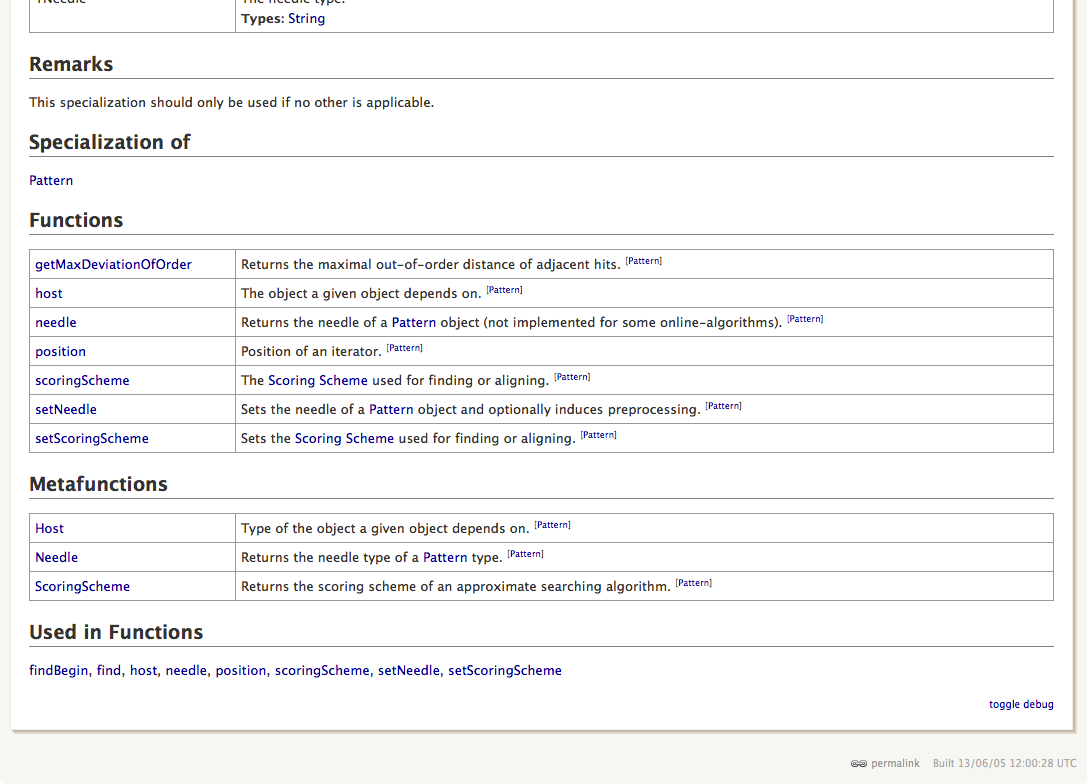 Types: String
Remarks
This specialization should only be used if no other is applicable.
Specialization of
Pattern
Functions
getMaxDeviationOfOrder Returns the maximal out-of-order distance of adjacent hits. [Pattern]
host The object a given object depends on. [Pattern]
needle Returns the needle of a Pattern object (not implemented for some online-algorithms). [Pattern]
position Position of an iterator. [Pattern]
scoringScheme The Scoring Scheme used for finding or aligning. [Pattern]
setNeedle Sets the needle of a Pattern object and optionally induces preprocessing. [Pattern]
setScoringScheme Sets the Scoring Scheme used for finding or aligning. [Pattern]
Metafunctions
Host Type of the object a given object depends on. [Pattern]
Needle Returns the needle type of a Pattern type. [Pattern]
ScoringScheme Returns the scoring scheme of an approximate searching algorithm. [Pattern]
Used in Functions
findBegin, find, host, needle, position, scoringScheme, setNeedle, setScoringScheme
toggle debug
permalink Built 13/06/05 12:00:28 UTC